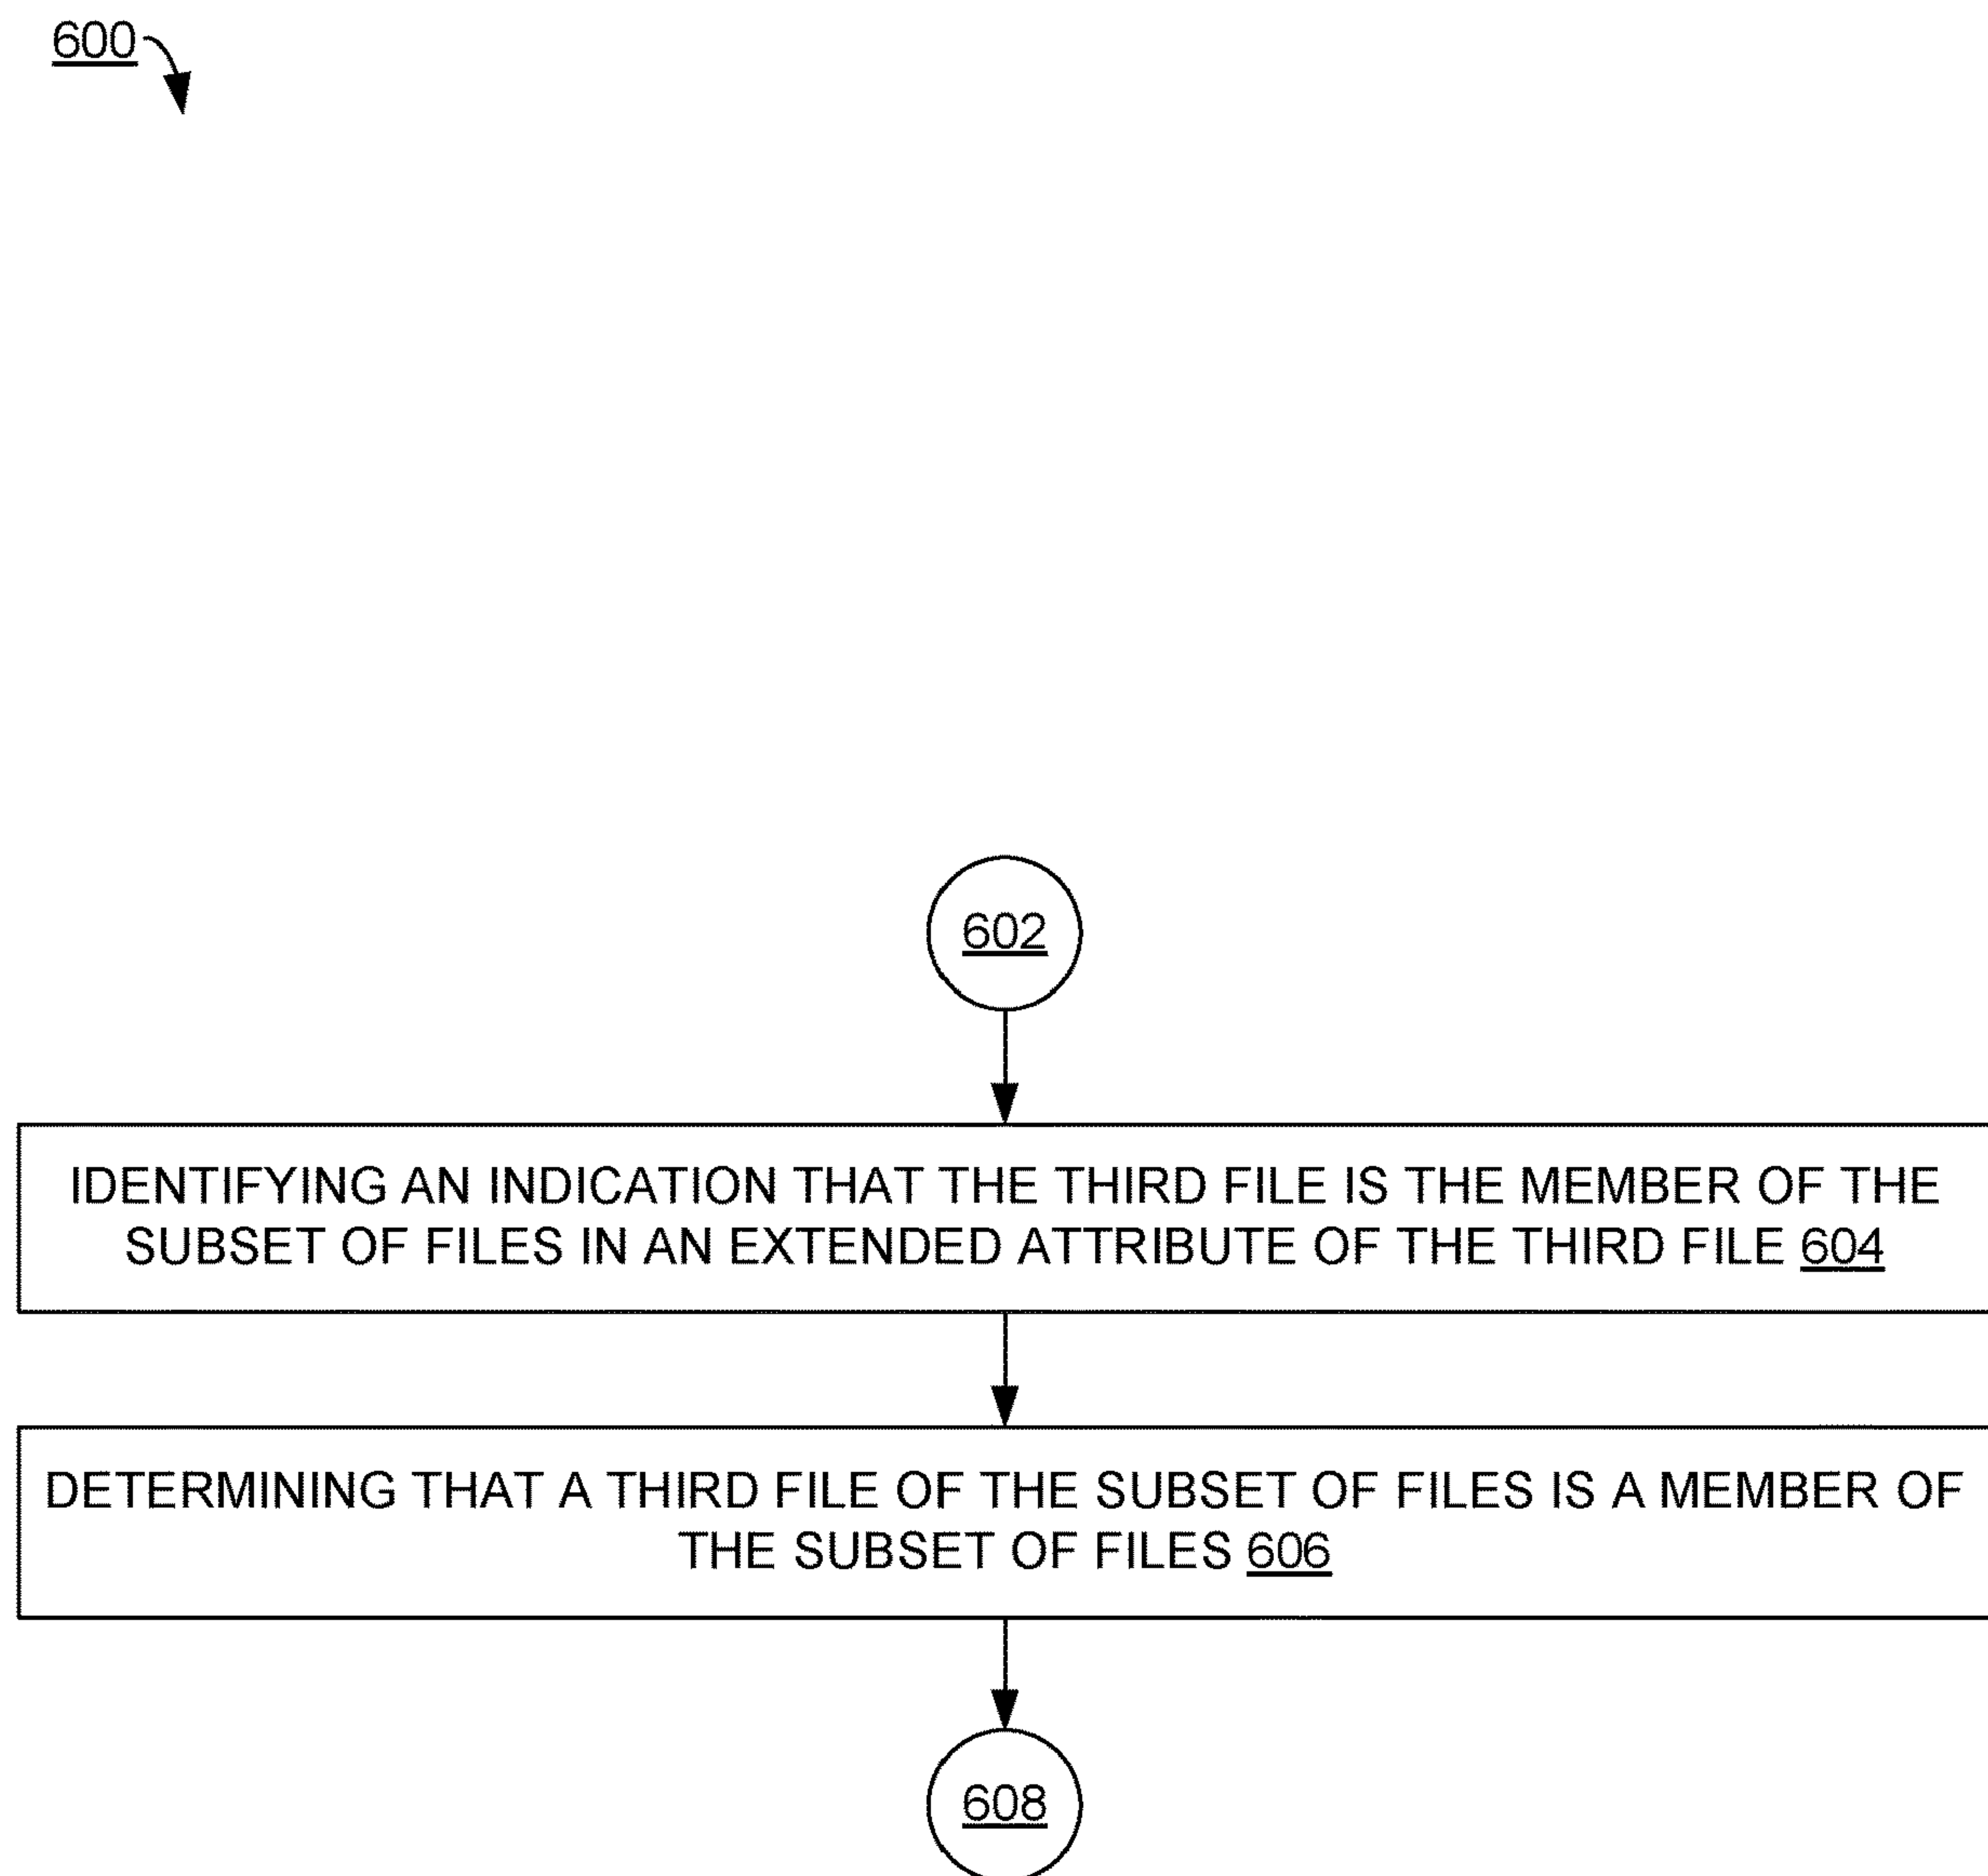 600
602
IDENTIFYING AN INDICATION THAT THE THIRD FILE IS THE MEMBER OF THE
SUBSET OF FILES IN AN EXTENDED ATTRIBUTE OF THE THIRD FILE 604
DETERMINING THAT A THIRD FILE OF THE SUBSET OF FILES IS A MEMBER OF
THE SUBSET OF FILES 606
608